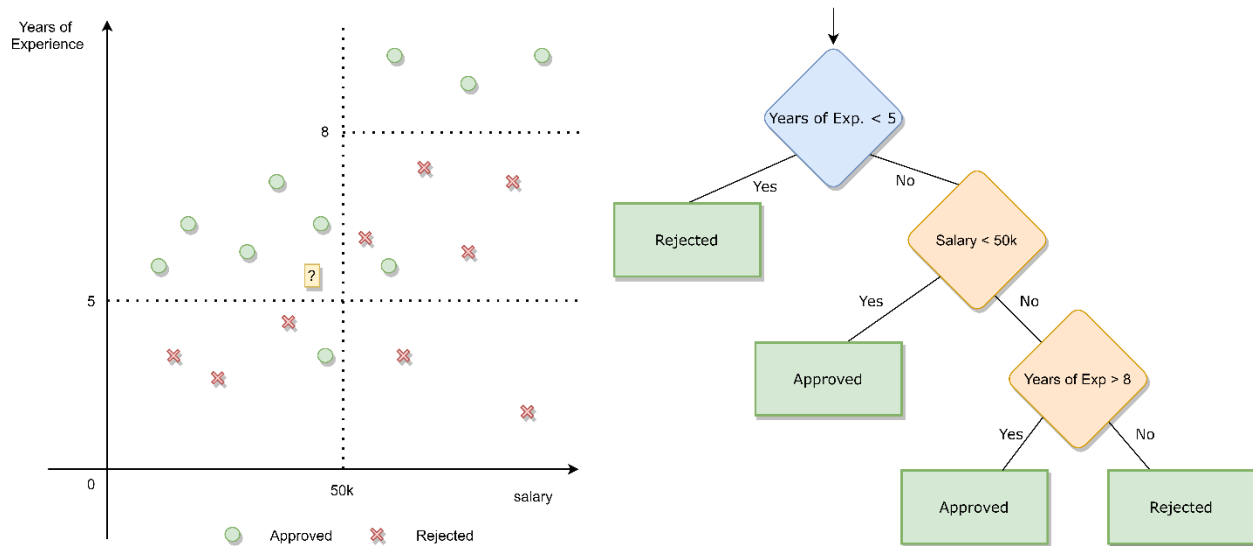 Years of
Experience
8
?
5
0
50k
salary
Approved
Rejected
Years of Exp. < 5
Yes
No
Rejected
Salary < 50k
Yes
No
Approved
Years of Exp > 8
Yes
No
Approved
Rejected